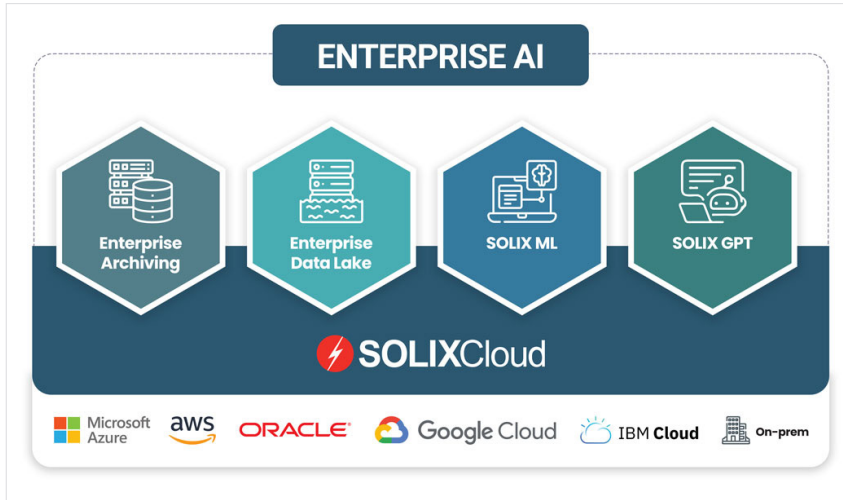 ENTERPRISE AI
Enterprise
Archiving
Enterprise
Data Lake
SOLIX ML
SOLIX GPT
SOLIXCloud
Microsoft
Azure
aws
ORACLE
Google Cloud
IBM Cloud
On-prem